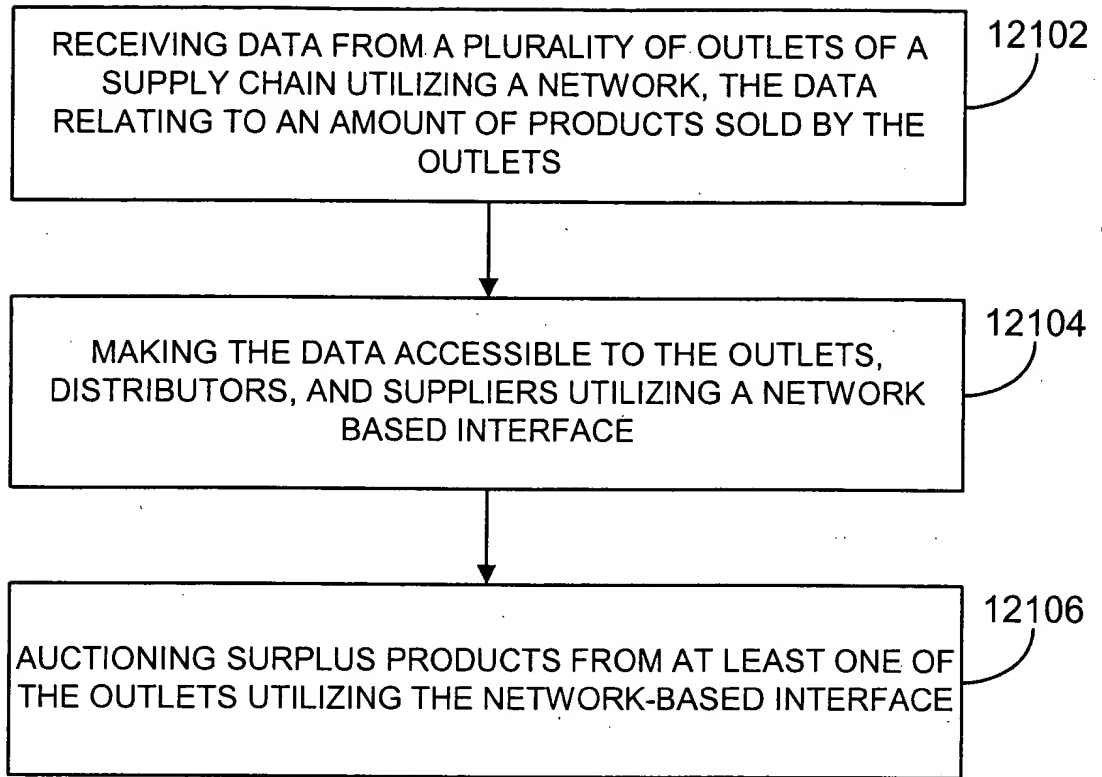 RECEIVING DATA FROM A PLURALITY OF OUTLETS OF A
SUPPLY CHAIN UTILIZING A NETWORK, THE DATA
RELATING TO AN AMOUNT OF PRODUCTS SOLD BY THE
OUTLETS
12102
MAKING THE DATA ACCESSIBLE TO THE OUTLETS,
DISTRIBUTORS, AND SUPPLIERS UTILIZING A NETWORK
BASED INTERFACE
12104
AUCTIONING SURPLUS PRODUCTS FROM AT LEAST ONE OF
THE OUTLETS UTILIZING THE NETWORK-BASED INTERFACE
12106